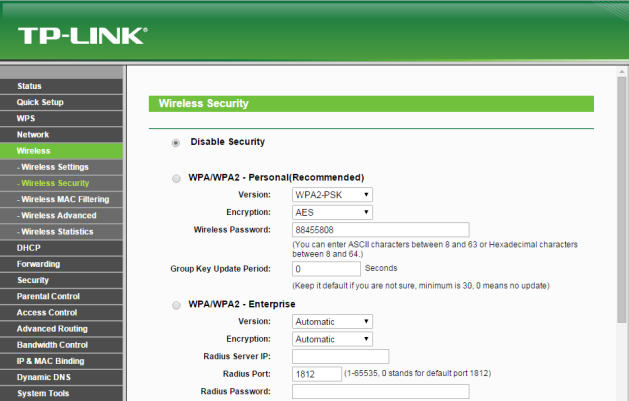 TP-LINK®
Status
Quick Setup
WPS
Network
Wireless
- Wireless Settings
- Wireless Security
- Wireless MAC Filtering
- Wireless Advanced
- Wireless Statistics
DHCP
Forwarding
Security
Parental Control
Access Control
Advanced Routing
Bandwidth Control
IP & MAC Binding
Dynamic DNS
System Tools
Wireless Security
Disable Security
WPA/WPA2 - Personal(Recommended)
Version: WPA2-PSK
Encryption: AES
Wireless Password: 88455808
(You can enter ASCII characters between 8 and 63 or Hexadecimal characters
between 8 and 64.)
Group Key Update Period: 0 Seconds
(Keep it default if you are not sure, minimum is 30, 0 means no update)
WPA/WPA2 - Enterprise
Version: Automatic
Encryption: Automatic
Radius Server IP:
Radius Port: 1812 (1-65535, 0 stands for default port 1812)
Radius Password: